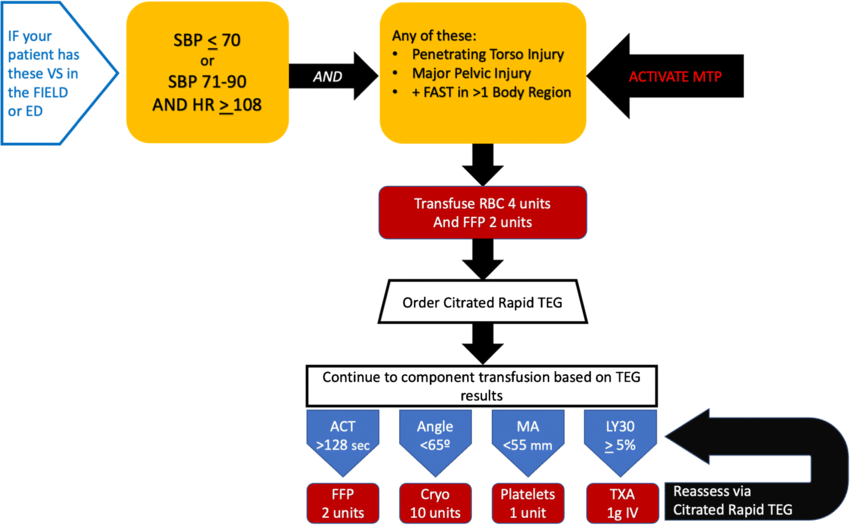 IF your
patient has
these VS in
the FIELD
or ED
SBP ≤ 70
or
SBP 71-90
AND HR ≥ 108
AND
Any of these:
• Penetrating Torso Injury
• Major Pelvic Injury
• + FAST in >1 Body Region
ACTIVATE MTP
Transfuse RBC 4 units
And FFP 2 units
Order Citrated Rapid TEG
Continue to component transfusion based on TEG
results
ACT
>128 sec
Angle
<65º
MA
<55 mm
LY30
≥ 5%
FFP
2 units
Cryo
10 units
Platelets
1 unit
TXA
1g IV
Reassess via
Citrated Rapid TEG